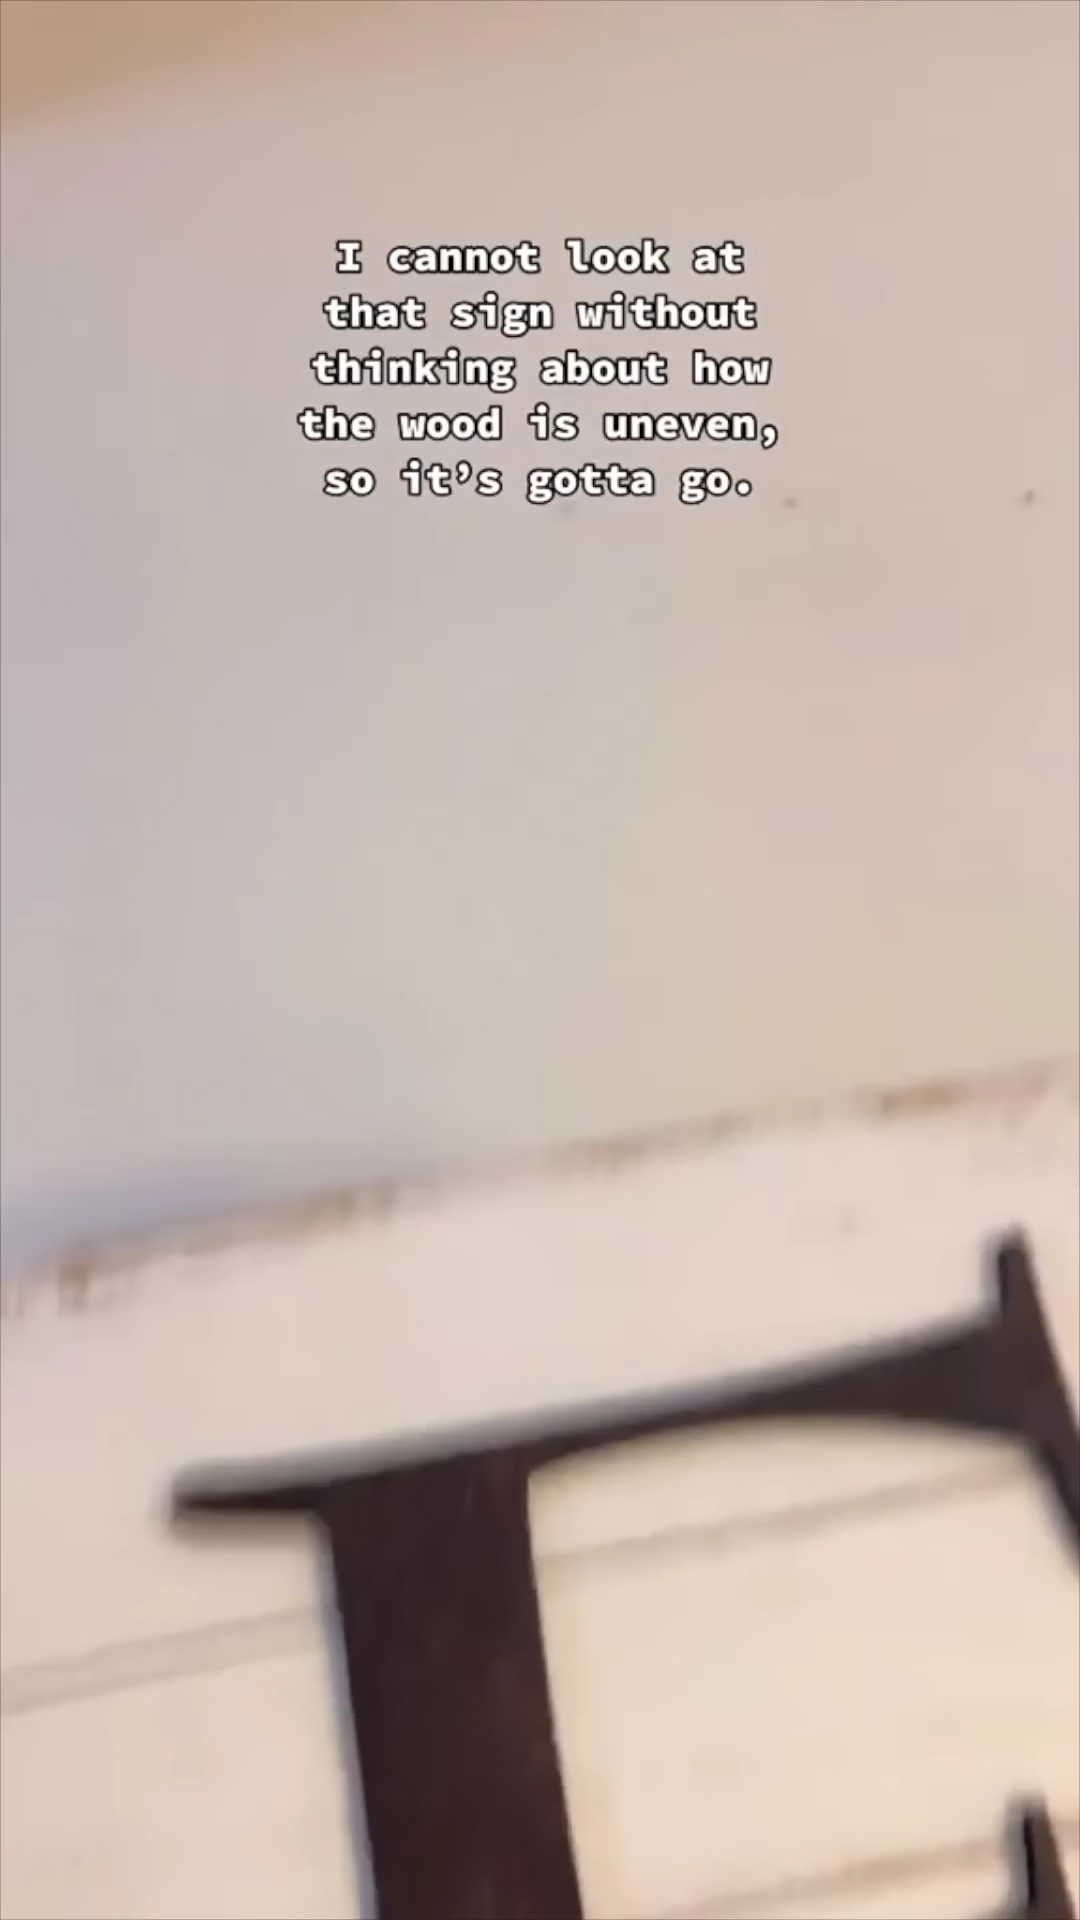 I cannot look at
that sign without
thinking about how
the wood is uneven,
so it’s gotta go.